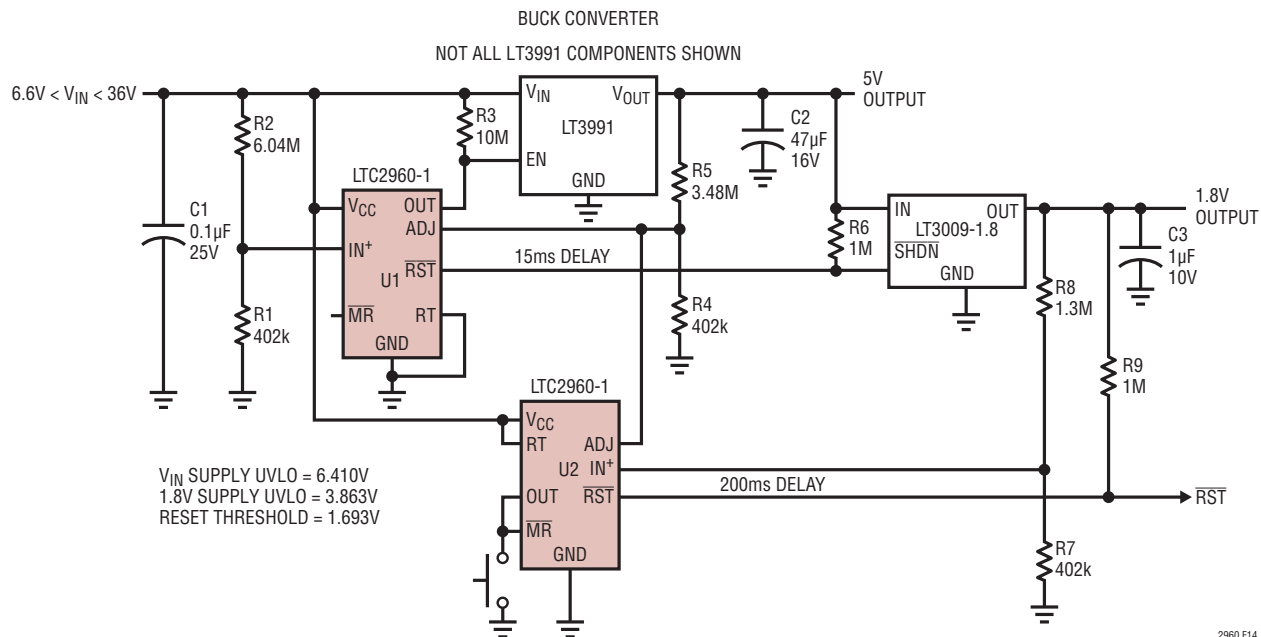 BUCK CONVERTER
NOT ALL LT3991 COMPONENTS SHOWN
6.6V < VIN < 36V
R2
6.04M
R3
10M
VIN
VOUT
LT3991
EN
GND
5V
OUTPUT
C2
47µF
16V
R5
3.48M
LTC2960-1
VCC
OUT
ADJ
IN+
RST
U1
MR
RT
GND
C1
0.1µF
25V
R1
402k
15ms DELAY
R4
402k
R6
1M
IN
OUT
LT3009-1.8
SHDN
GND
1.8V
OUTPUT
C3
1µF
10V
R8
1.3M
R9
1M
LTC2960-1
VCC
RT
ADJ
U2
IN+
OUT
RST
MR
GND
200ms DELAY
RST
R7
402k
VIN SUPPLY UVLO = 6.410V
1.8V SUPPLY UVLO = 3.863V
RESET THRESHOLD = 1.693V
2960 F14